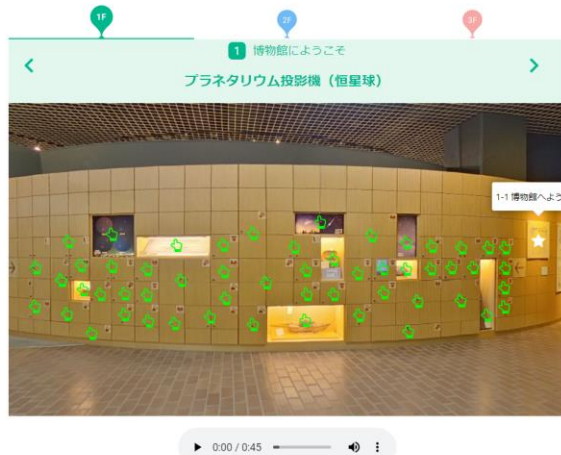 1F
2F
3F
1 博物館にようこそ
プラネタリウム投影機（恒星球）
1-1 博物館へよう
0:00 / 0:45